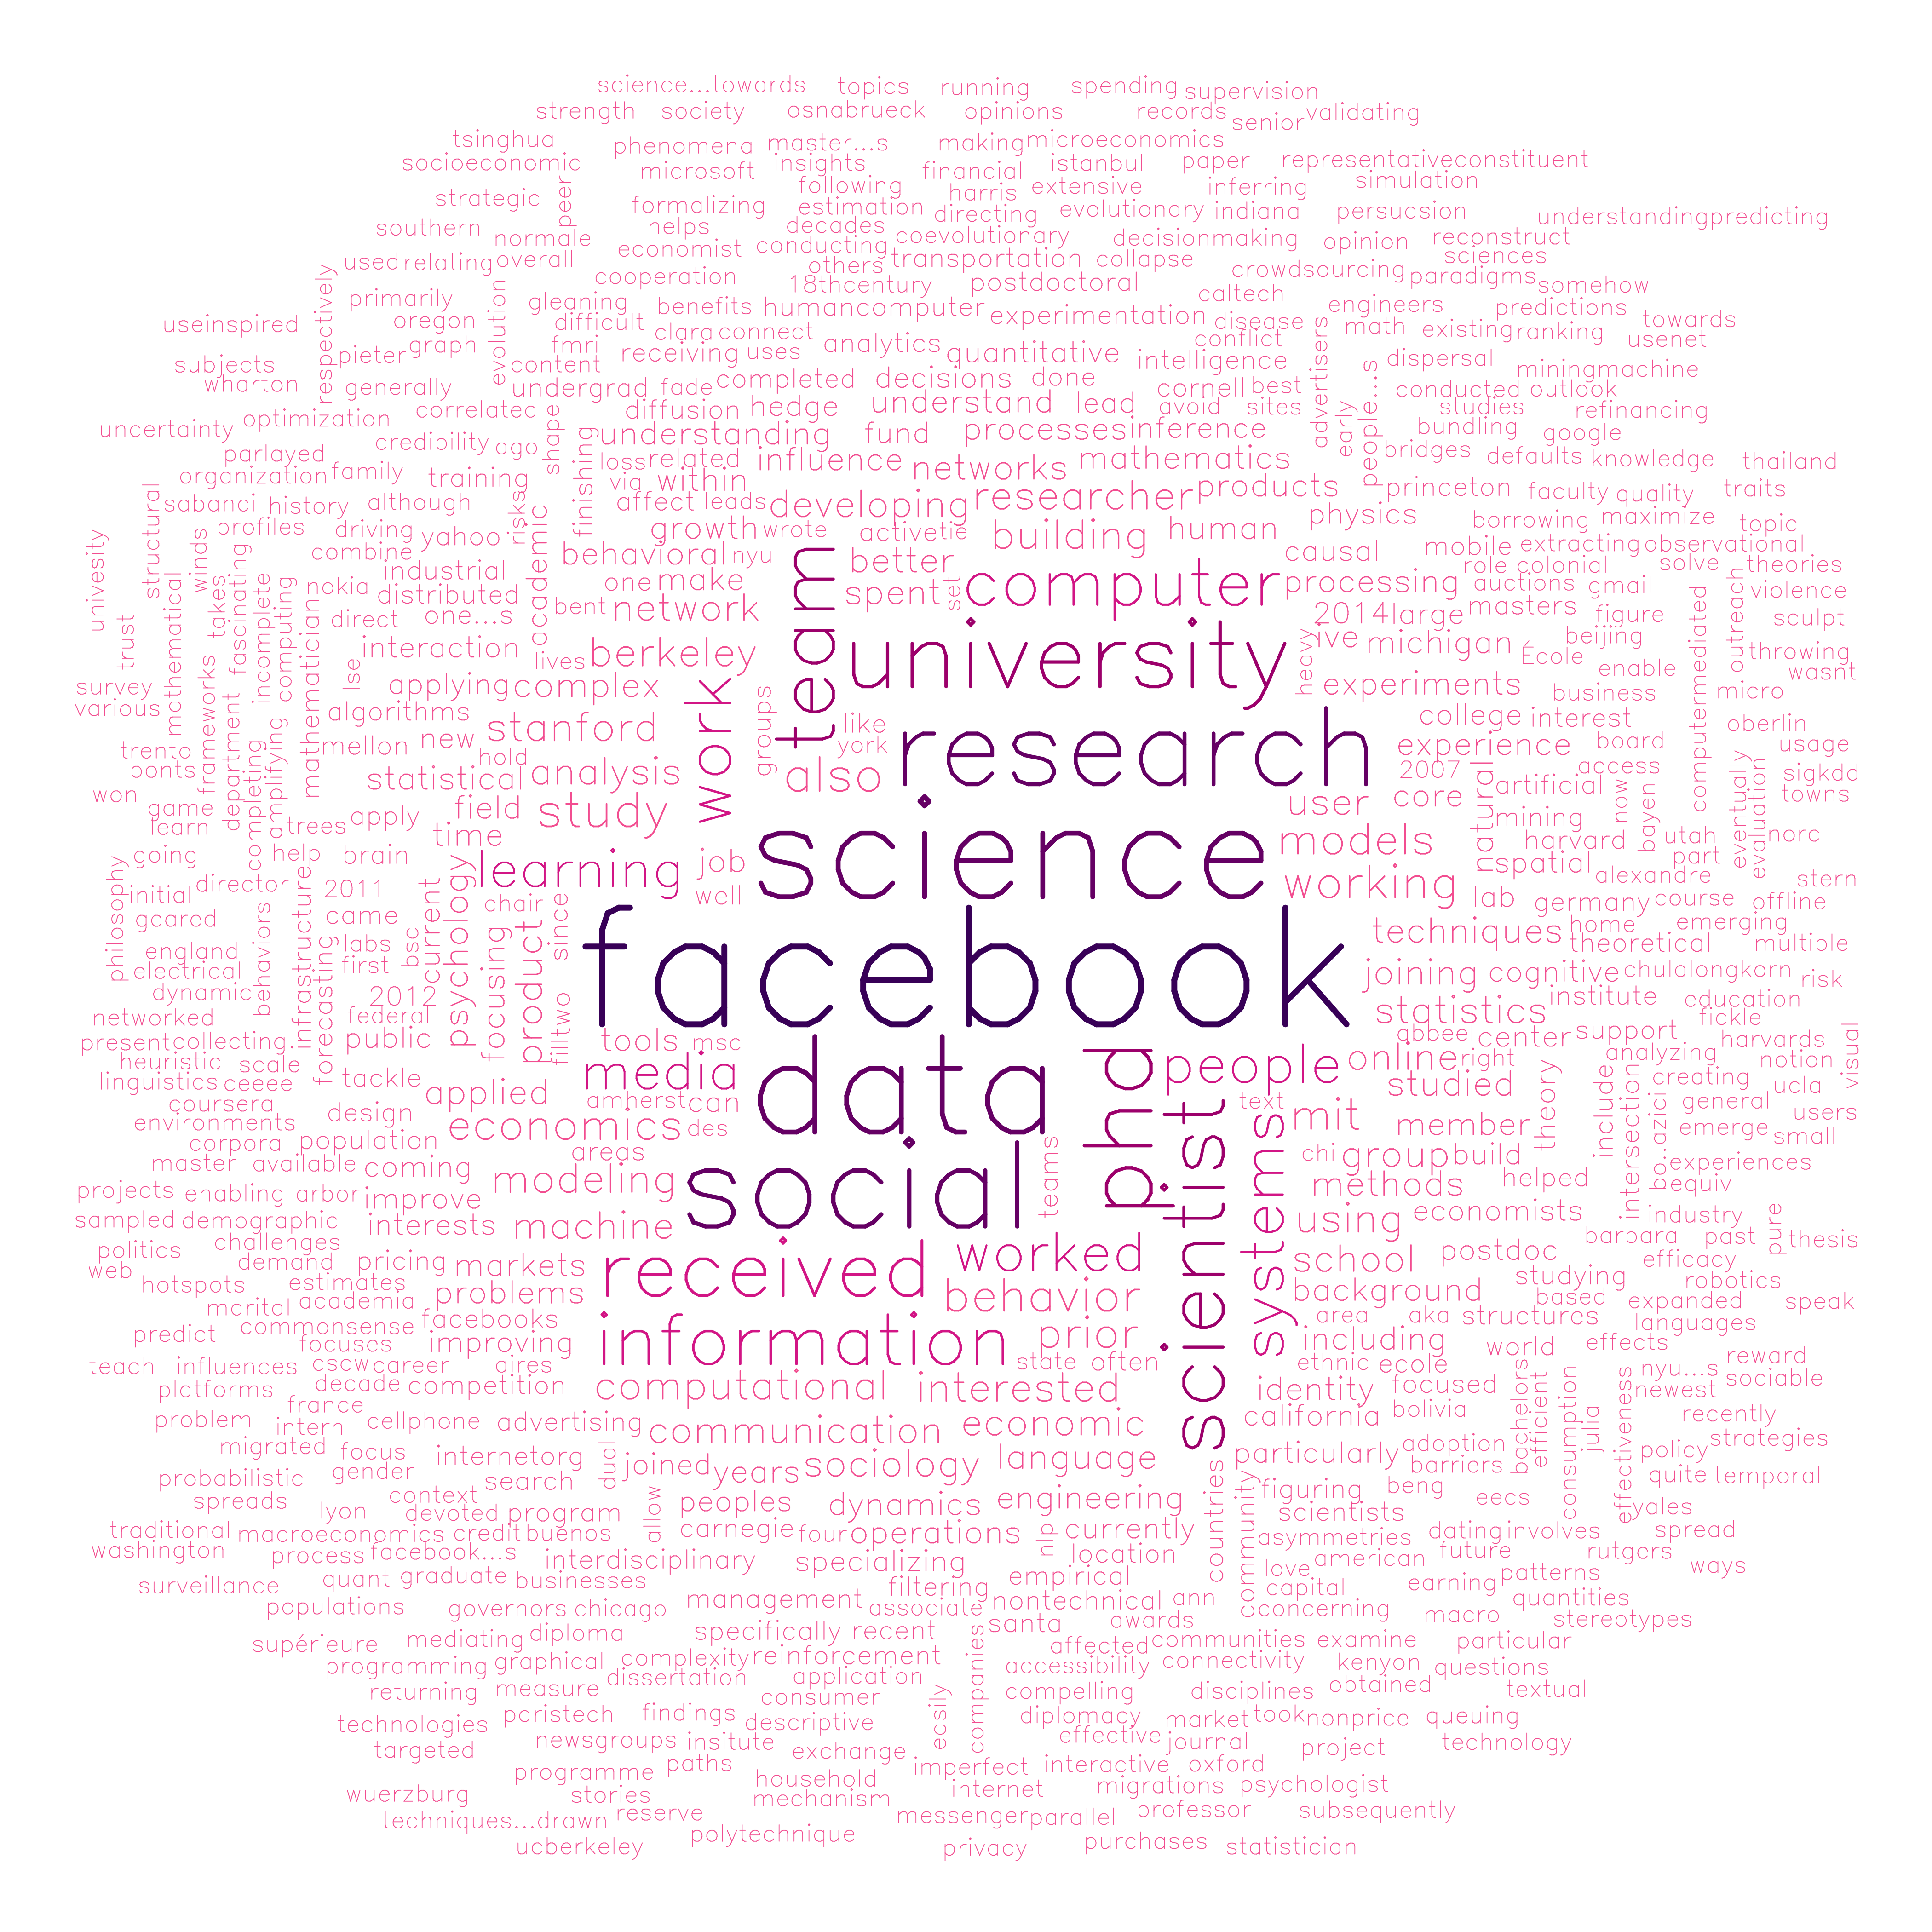 science...towards topics running spending supervision
strength society osnabrueck opinions records validating
senior
tsinghua phenomena master...s making microeconomics
socioeconomic microsoft insights financial istanbul paper representativeconstituent
following harris extensive inferring simulation
strategic peer formalizing estimation directing evolutionary indiana persuasion understandingpredicting
southern normale helps decades coevolutionary decisionmaking opinion reconstruct
economist conducting transportation collapse sciences
used relating overall others crowdsourcing paradigms
cooperation 18thcentury postdoctoral caltech somehow
primarily gleaning benefits humancomputer experimentation engineers predictions
useinspired oregon difficult clara connect disease math existing ranking towards
respectively evolution pieter graph fmri receiving uses analytics quantitative conflict intelligence advertisers dispersal usenet
subjects content miningmachine
wharton generally undergrad fade completed decisions done cornell best people...s conducted outlook
correlated diffusion hedge understand lead avoid sites early studies refinancing
uncertainty optimization credibility ago shape understanding fund processes inference bundling google
parlayed finishing loss related influence networks mathematics bridges defaults knowledge thailand
organization family training via within
sabanci history although risks affect leads developing researcher products princeton faculty quality traits
structural profiles driving yahoo academic growth wrote activetie building human physics borrowing maximize topic
univesity winds combine behavioral nyu team better causal mobile extracting observational
fascinating industrial one make spent set computer processing role colonial solve theories
mathematical takes incomplete computing nokia distributed bent network 2014 large auctions gmail violence
masters figure computermediated outreach sculpt
trust mathematician direct one...s university ive michigan beijing
lse interaction lives berkeley heavy École enable throwing
survey frameworks applying complex work groups experiments business micro wasnt
various department algorithms like college interest oberlin
trento amplifying mellon new stanford york research experience board usage
ponts completing hold also 2007 natural artificial access sigkdd
won statistical analysis user core now towns
game field study science mining bayen eventually evaluation
learn trees apply time models harvard utah norc
philosophy going help brain learning job spatial part
initial director 2011 psychology well working lab alexandre stern
geared behaviors infrastructure came current chair since facebook germany course offline
england labs bsc product techniques home emerging
electrical first focusing theoretical multiple
dynamic forecasting 2012 joining cognitive chulalongkorn risk
networked federal filltwo statistics institute education
present collecting public tools msc data phd abbeel center support fickle harvards
heuristic scale people online right analyzing notion visual
linguistics ceeee tackle media studied theory include intersection creating ucla
coursera applied amherst can text general
environments design scientist systems mit member users
corpora population economics des bo..azici emerge small
master available coming areas teams chi group build experiences
projects enabling arbor improve modeling social methods helped bequiv
sampled demographic interests machine using economists industry
politics challenges received worked school postdoc barbara past pure thesis
web demand pricing markets efficacy
hotspots estimates problems behavior background studying robotics
marital academia facebooks based expanded speak
predict commonsense improving information prior area aka structures languages
focuses including world effects
teach influences cscw career aires state often ethnic ecole nyu...s reward
platforms decade competition computational interested identity focused bachelors efficient consumption effectiveness newest sociable
france california bolivia julia
problem intern cellphone advertising communication economic recently
migrated focus internetorg dual language particularly adoption policy strategies
probabilistic gender search joined years sociology countries community barriers quite temporal
spreads context allow peoples dynamics engineering figuring beng eecs
lyon devoted program scientists yales
traditional macroeconomics credit buenos carnegie four operations nlp currently asymmetries dating involves spread
washington process facebook...s interdisciplinary specializing location love american future rutgers ways
surveillance quant graduate businesses filtering empirical capital earning patterns
populations governors chicago management associate nontechnical ann concerning macro quantities
diploma specifically recent santa awards stereotypes
supérieure mediating complexity reinforcement affected communities examine particular
programming graphical dissertation application companies accessibility connectivity kenyon questions
returning measure consumer easily compelling disciplines obtained textual
technologies paristech findings descriptive diplomacy market took nonprice queuing
targeted newsgroups insitute exchange effective journal project technology
programme paths household imperfect interactive oxford
wuerzburg stories mechanism internet migrations psychologist
techniques...drawn reserve messenger parallel professor subsequently
ucberkeley polytechnique privacy purchases statistician